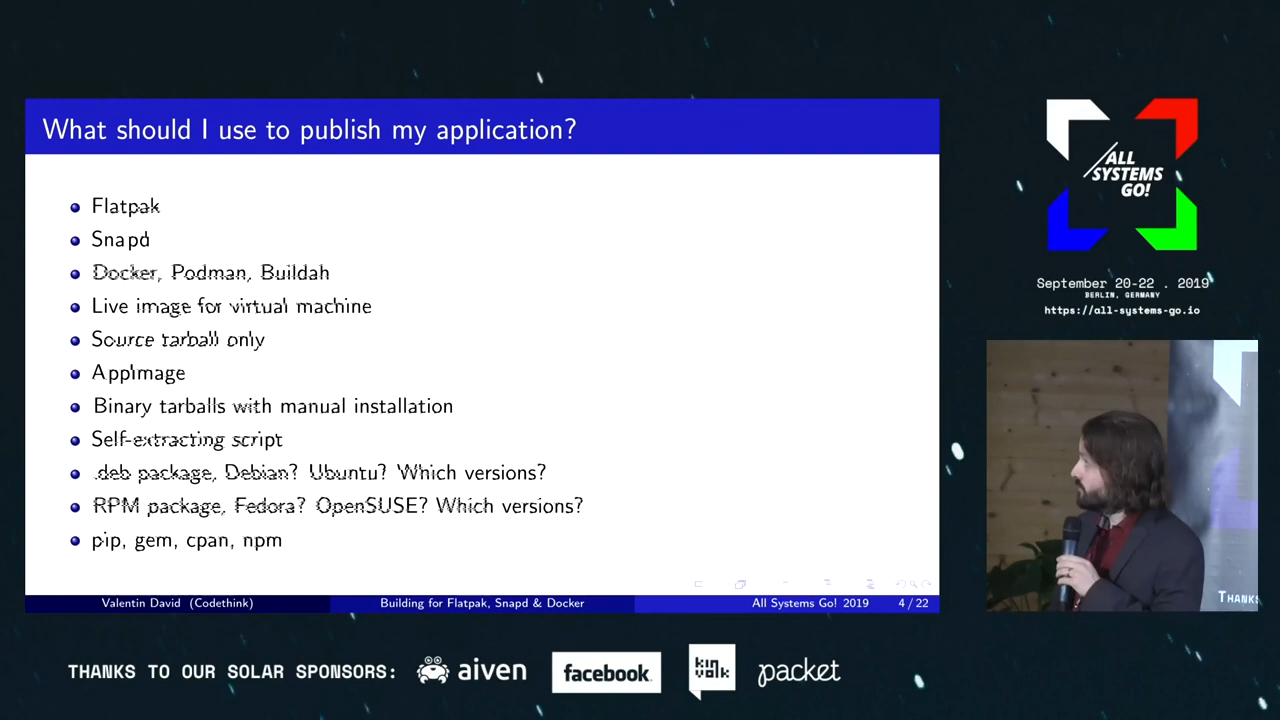 What should I use to publish my application?
Flatpak
Snapd
Docker, Podman, Buildah
Live image for virtual machine
Source tarball only
AppImage
Binary tarballs with manual installation
Self-extracting script
.deb package, Debian? Ubuntu? Which versions?
RPM package, Fedora? OpenSUSE? Which versions?
pip, gem, cpan, npm
Valentin David (Codethink)
Building for Flatpak, Snapd & Docker
All Systems Go! 2019
4 / 22
ALL
SYSTEMS
GO!
September 20-22 . 2019
BERLIN, GERMANY
https://all-systems-go.io
THANKS
THANKS TO OUR SOLAR SPONSORS:
aiven
facebook
kin
volk
packet